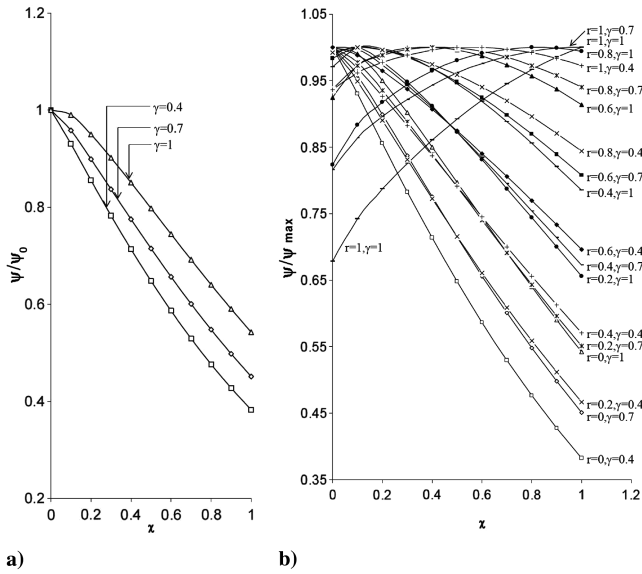 1.2
1
0.8
0.6
0.4
0.2
ψ/ψ0
γ=0.4
γ=0.7
γ=1
0 0.2 0.4 0.6 0.8 1
χ
a)
1.05
0.95
0.85
0.75
0.65
0.55
0.45
0.35
ψ/ψ max
r=1,γ=1
r=1,γ=0.7
r=1,γ=1
r=0.8,γ=1
r=1,γ=0.4
r=0.8,γ=0.7
r=0.6,γ=1
r=0.8,γ=0.4
r=0.6,γ=0.7
r=0.4,γ=1
r=0.6,γ=0.4
r=0.4,γ=0.7
r=0.2,γ=1
r=0.4,γ=0.4
r=0.2,γ=0.7
r=0,γ=1
r=0.2,γ=0.4
r=0,γ=0.7
r=0,γ=0.4
0 0.2 0.4 0.6 0.8 1.0 1.2
χ
b)